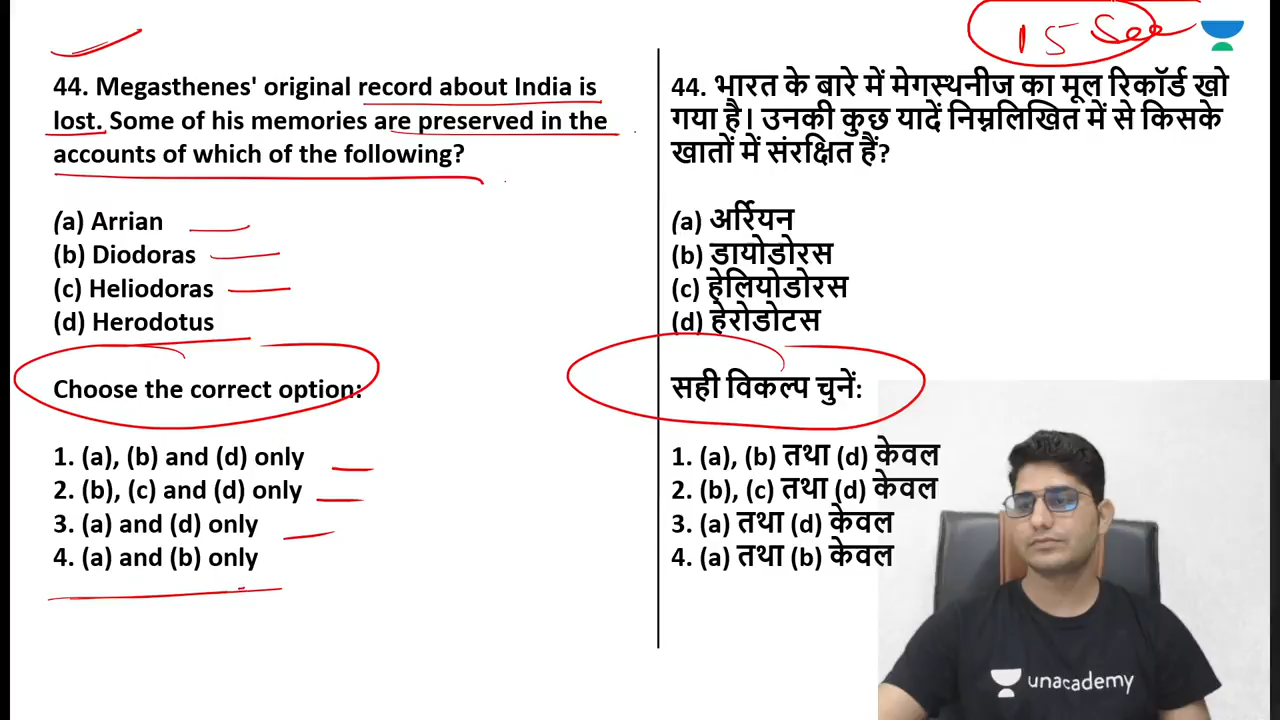 15 Sec
44. Megasthenes' original record about India is
lost. Some of his memories are preserved in the
accounts of which of the following?
(a) Arrian
(b) Diodoras
(c) Heliodoras
(d) Herodotus
Choose the correct option:
1. (a), (b) and (d) only
2. (b), (c) and (d) only
3. (a) and (d) only
4. (a) and (b) only
44. भारत के बारे में मेगस्थनीज का मूल रिकॉर्ड खो
गया है। उनकी कुछ यादें निम्नलिखित में से किसके
खातों में संरक्षित हैं?
(a) अर्रियन
(b) डायोडोरस
(c) हेलियोडोरस
(d) हेरोडोटस
सही विकल्प चुनें:
1. (a), (b) तथा (d) केवल
2. (b), (c) तथा (d) केवल
3. (a) तथा (d) केवल
4. (a) तथा (b) केवल
unacademy